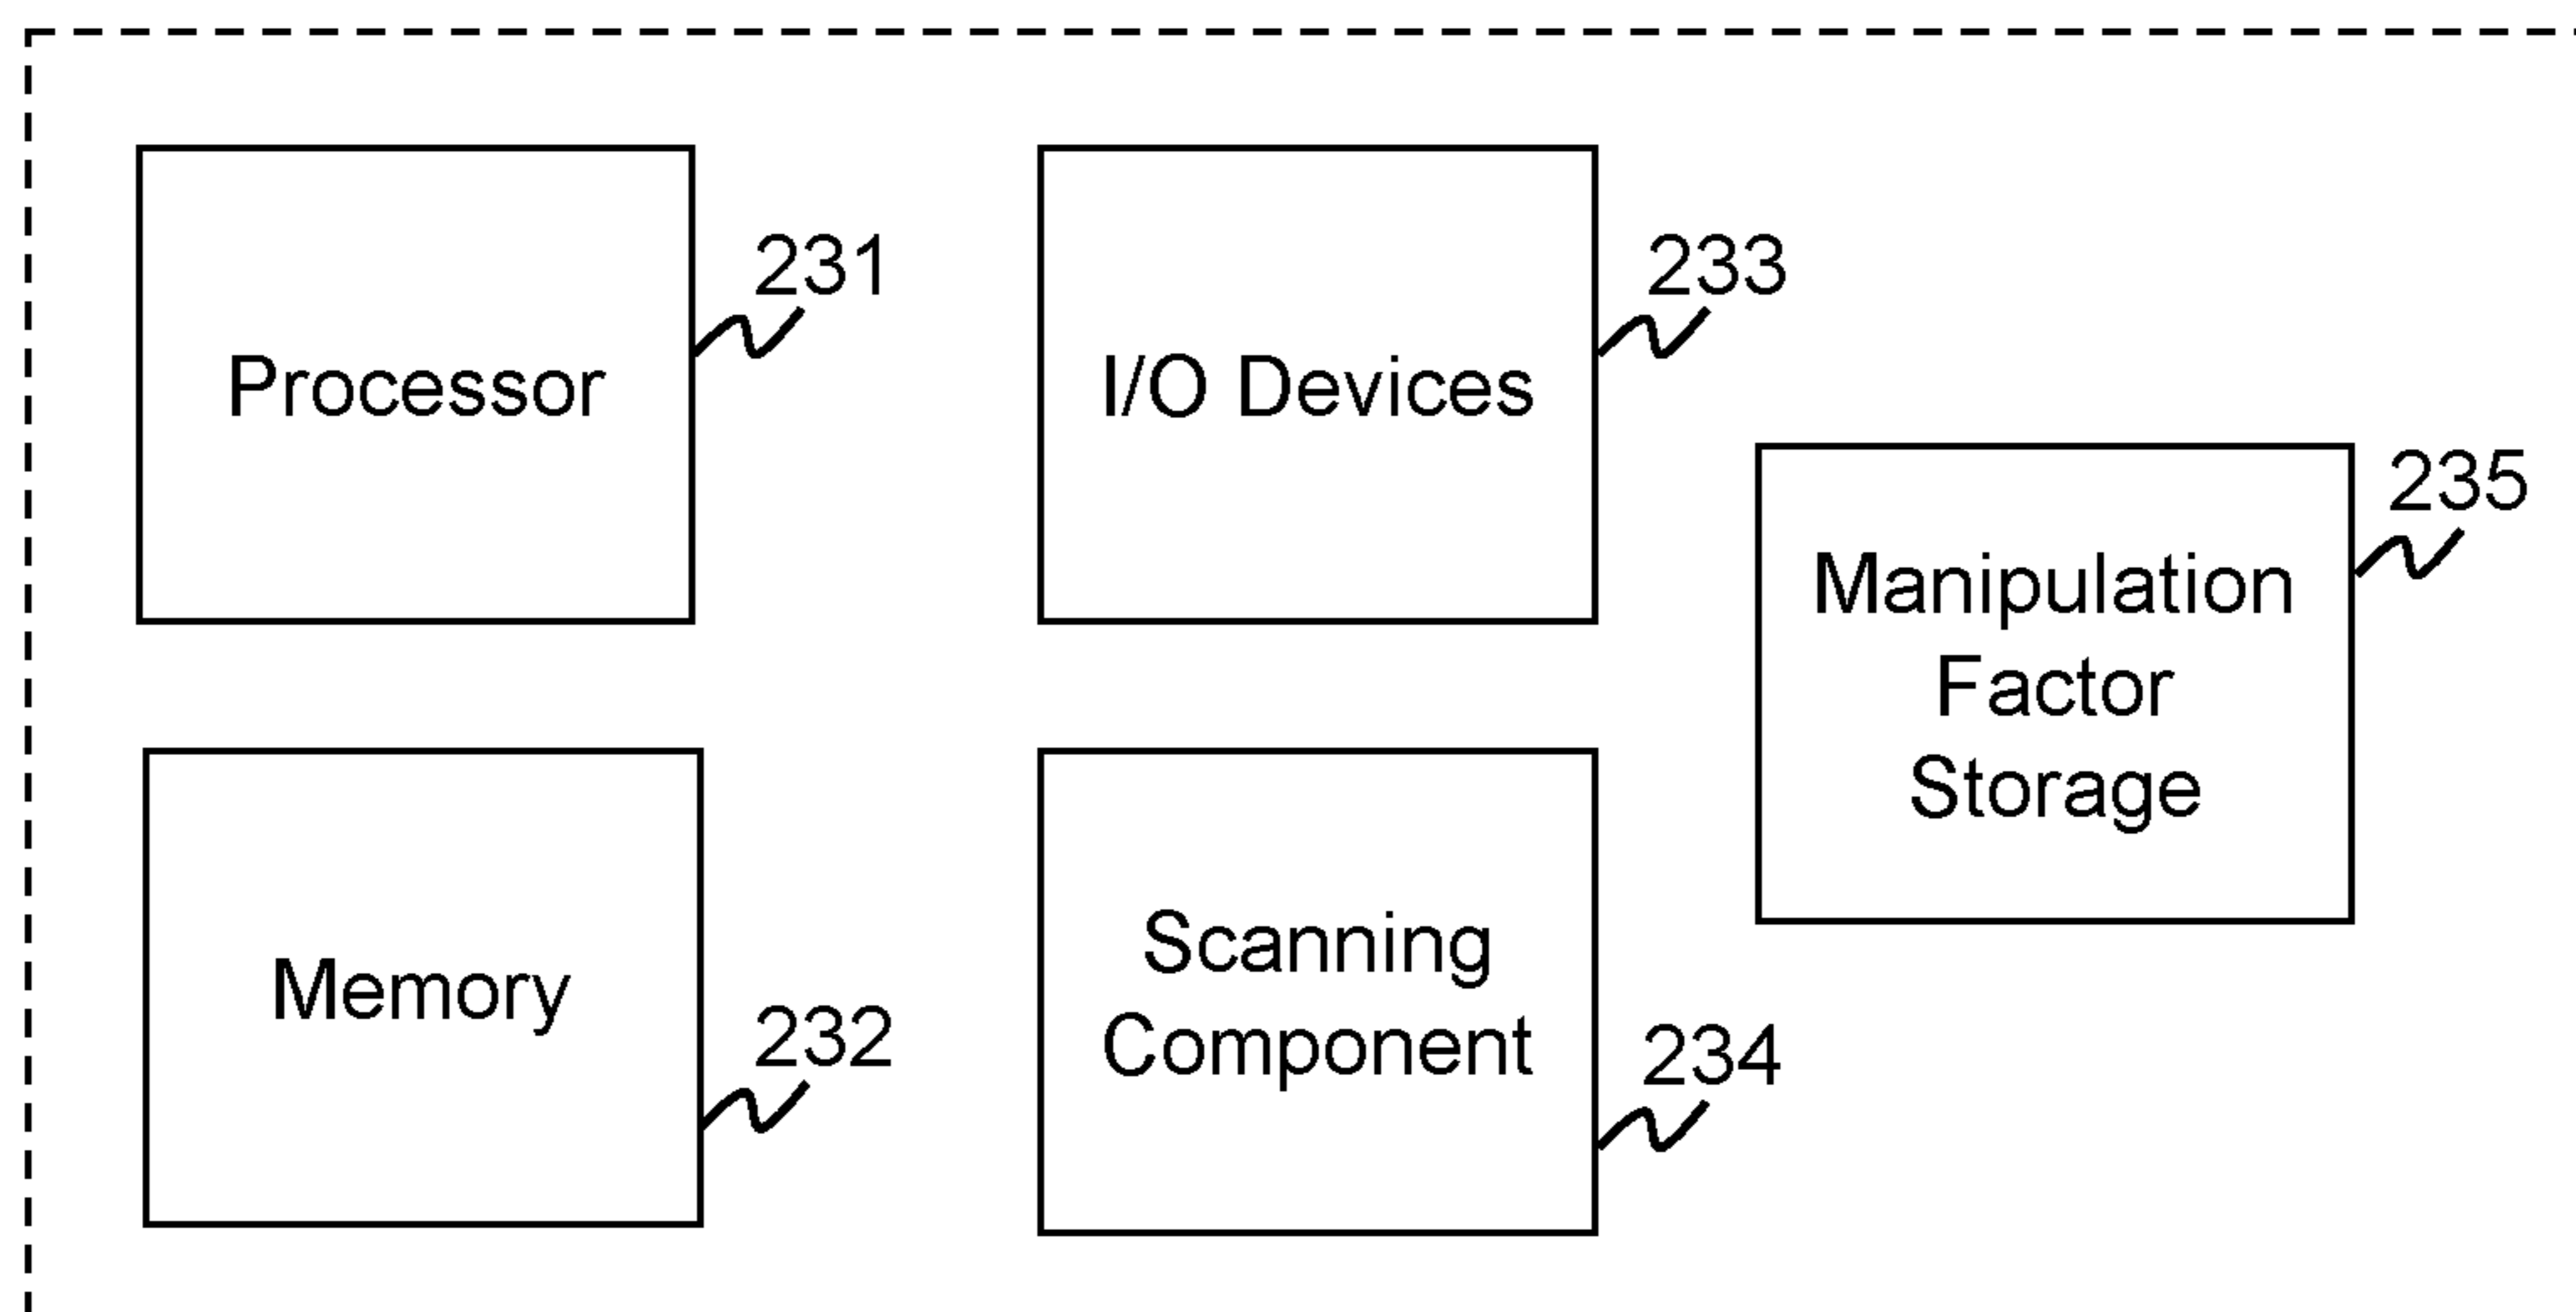 Processor
231
I/O Devices
233
Manipulation
Factor
Storage
235
Memory
232
Scanning
Component
234